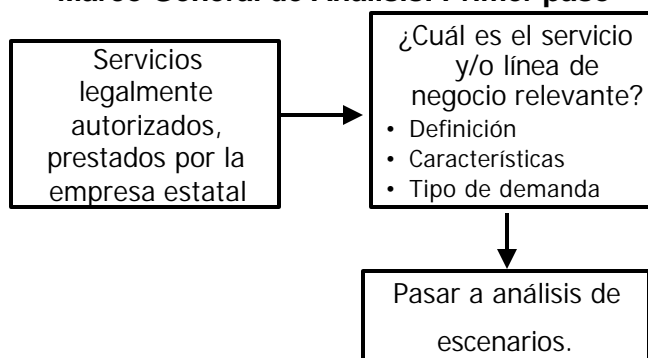 Marco General de Análisis: Primer paso
Servicios
legalmente
autorizados,
prestados por la
empresa estatal
¿Cuál es el servicio
y/o línea de
negocio relevante?
• Definición
• Características
• Tipo de demanda
Pasar a análisis de
escenarios.